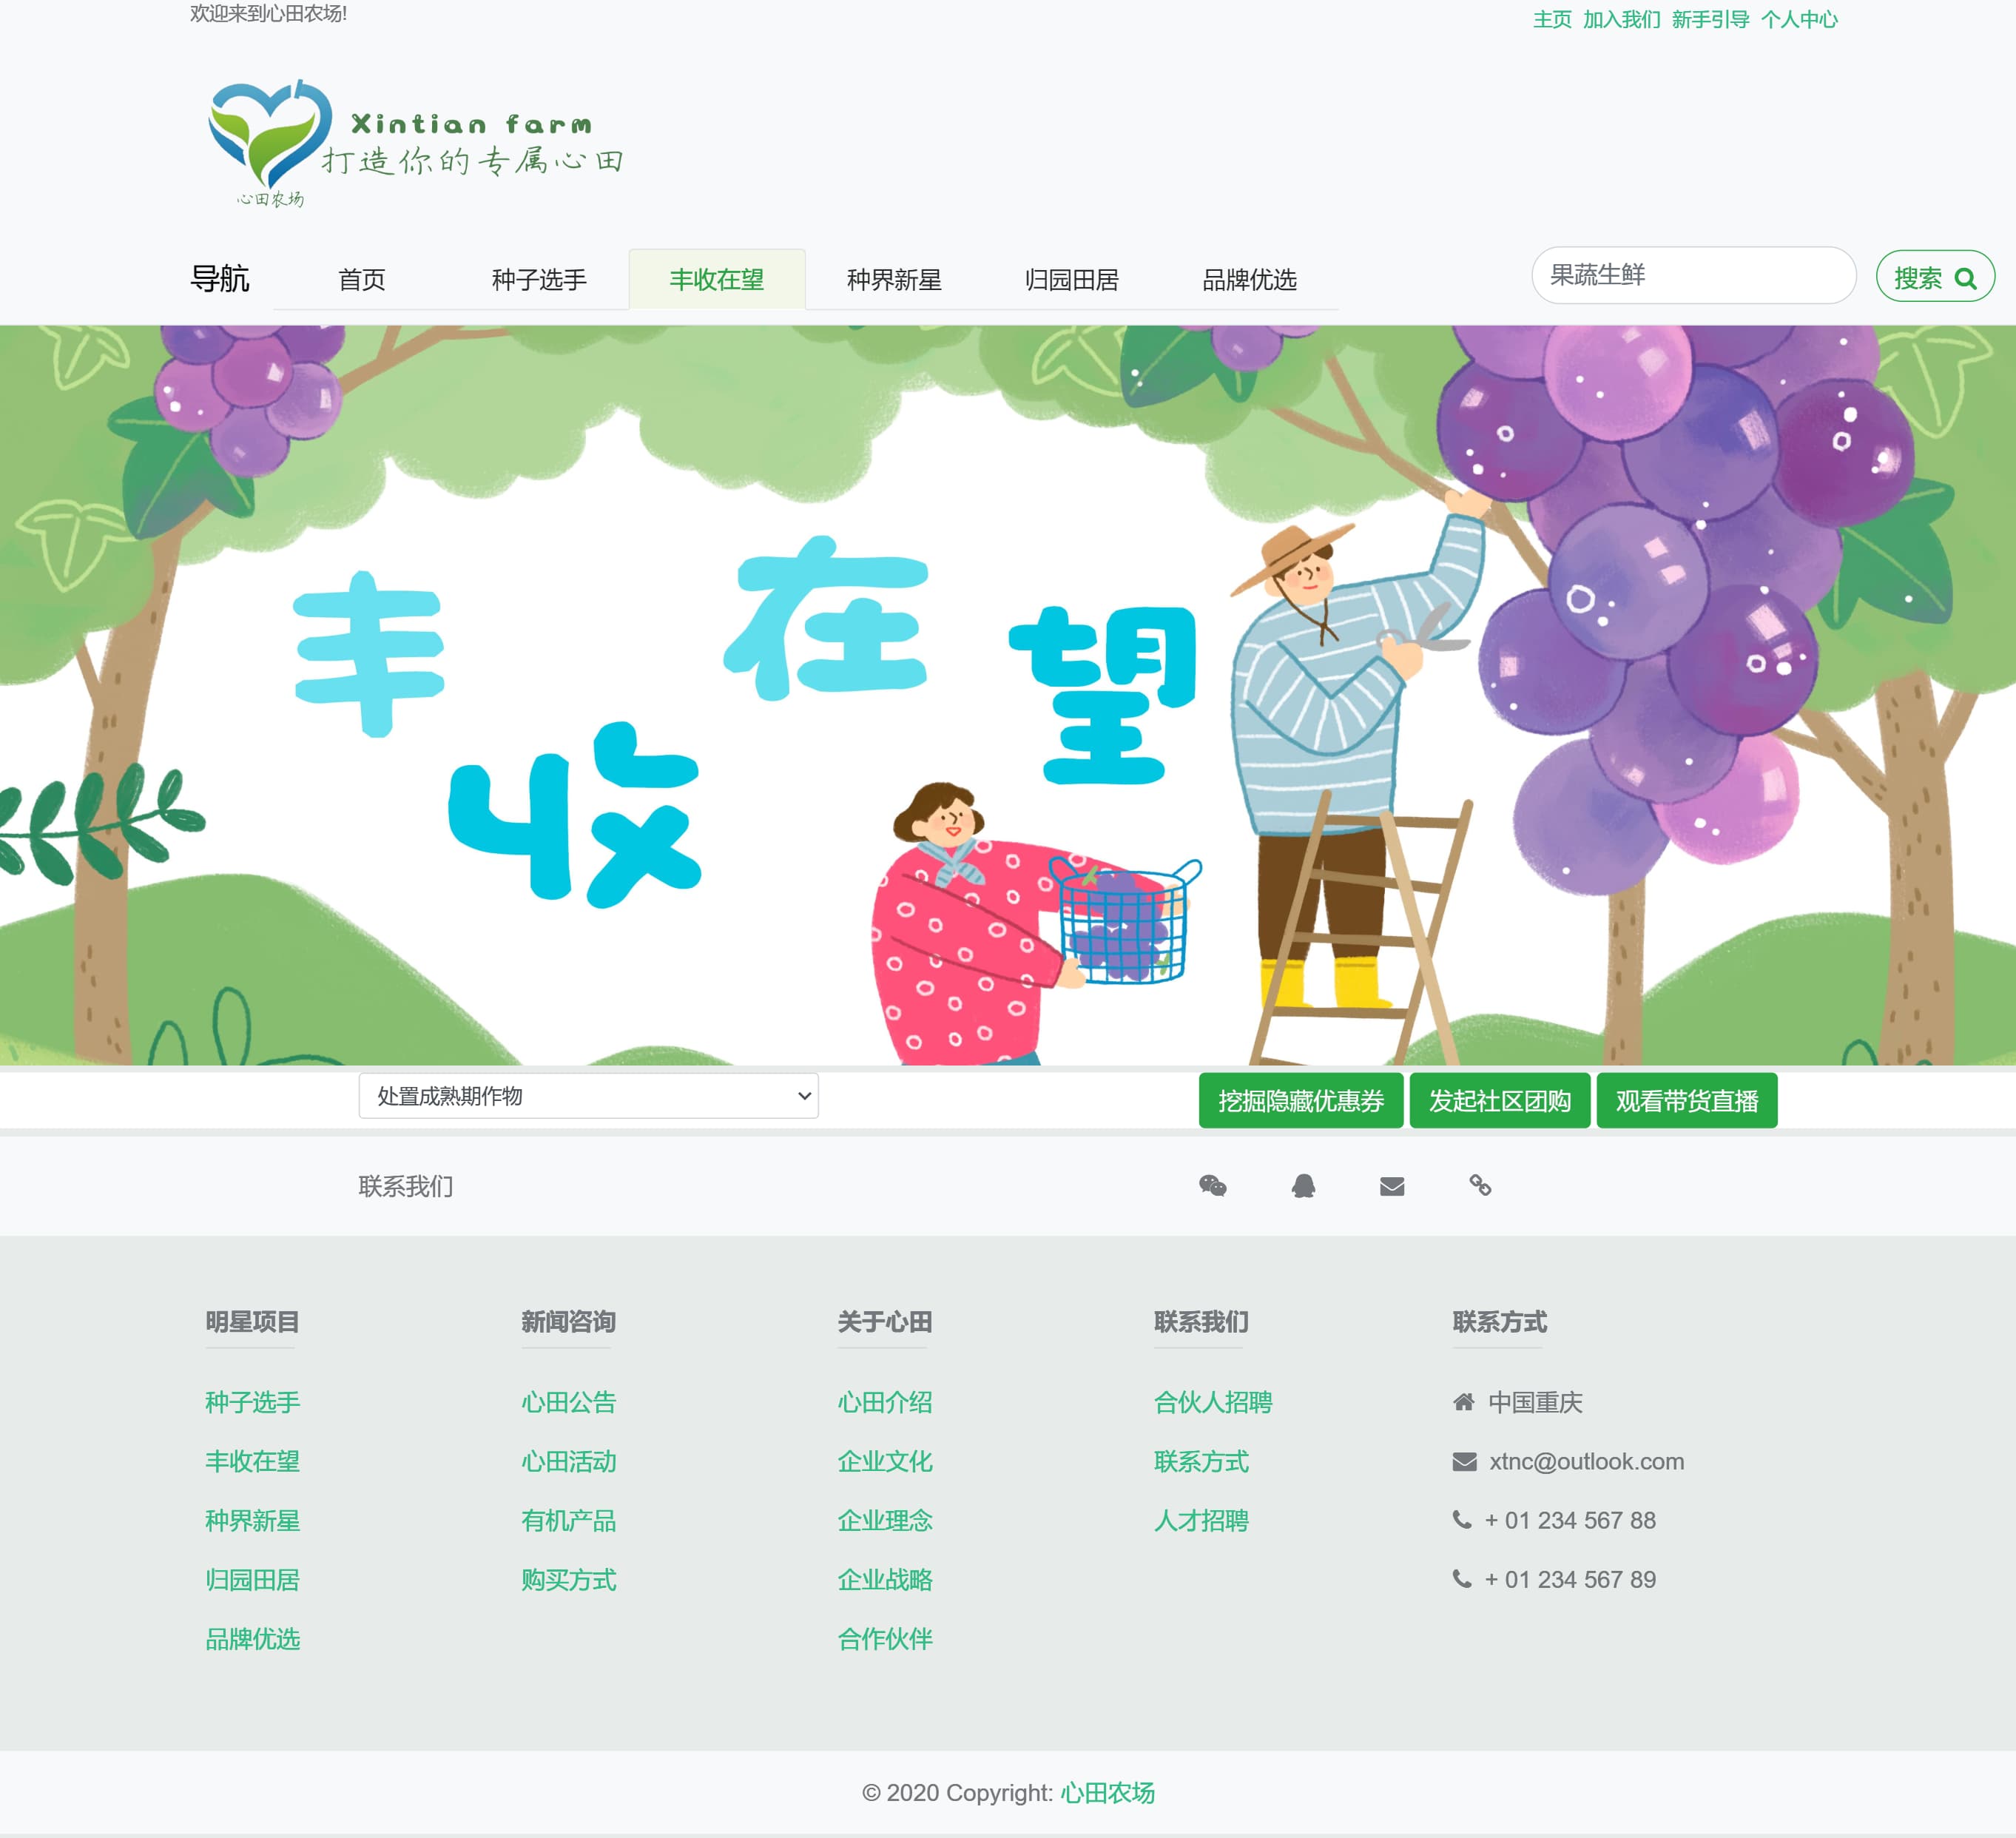 欢迎来到心田农场!
主页 加入我们 新手引导 个人中心
Xintian farm
打造你的专属心田
心田农场
导航 首页 种子选手 丰收在望 种界新星 归园田居 品牌优选 果蔬生鲜 搜索
丰收在望
处置成熟期作物 挖掘隐藏优惠券 发起社区团购 观看带货直播
联系我们
明星项目
种子选手
丰收在望
种界新星
归园田居
品牌优选
新闻咨询
心田公告
心田活动
有机产品
购买方式
关于心田
心田介绍
企业文化
企业理念
企业战略
合作伙伴
联系我们
合伙人招聘
联系方式
人才招聘
联系方式
中国重庆
xtnc@outlook.com
+ 01 234 567 88
+ 01 234 567 89
© 2020 Copyright: 心田农场